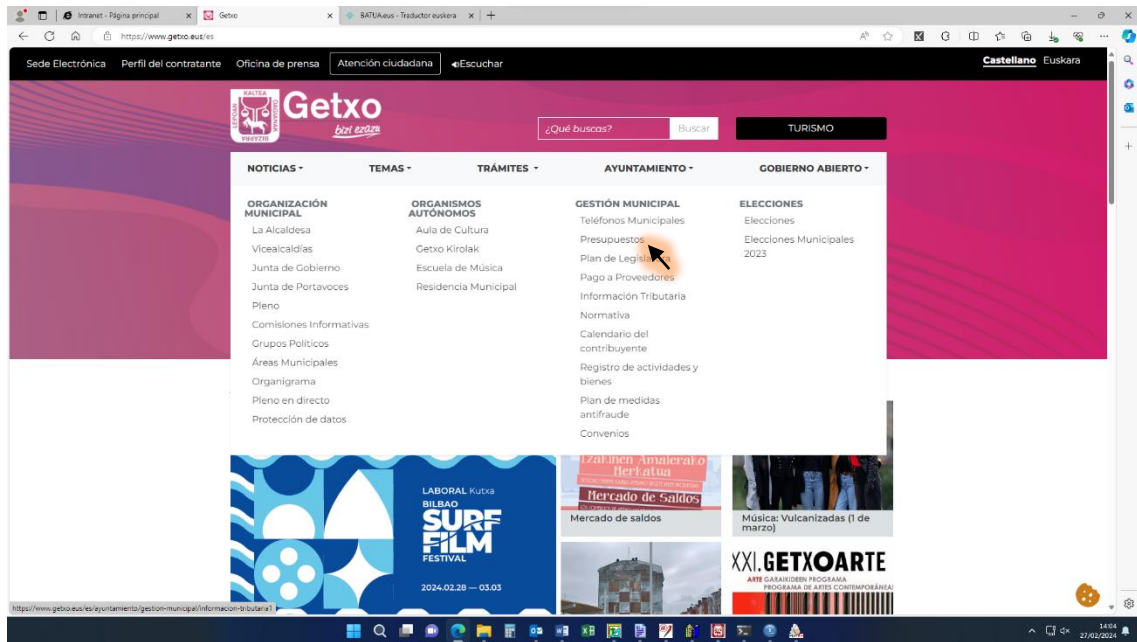 Intranet - Página principal
Getxo
BATUA.eus - Traductor euskera
https://www.getxo.eus/es
Sede Electrónica Perfil del contratante Oficina de prensa Atención ciudadana Escuchar Castellano Euskara
KALTEA
Getxo
bizi ezazu
¿Qué buscas? Buscar TURISMO
NOTICIAS TEMAS TRÁMITES AYUNTAMIENTO GOBIERNO ABIERTO
ORGANIZACIÓN
MUNICIPAL
La Alcaldesa
Vicealcaldías
Junta de Gobierno
Junta de Portavoces
Pleno
Comisiones Informativas
Grupos Políticos
Áreas Municipales
Organigrama
Pleno en directo
Protección de datos
ORGANISMOS
AUTÓNOMOS
Aula de Cultura
Getxo Kirolak
Escuela de Música
Residencia Municipal
GESTIÓN MUNICIPAL
Teléfonos Municipales
Presupuestos
Plan de Legislatura
Pago a Proveedores
Información Tributaria
Normativa
Calendario del
contribuyente
Registro de actividades y
bienes
Plan de medidas
antifraude
Convenios
ELECCIONES
Elecciones
Elecciones Municipales
2023
LABORAL Kutxa
BILBAO
SURF
FILM
FESTIVAL
2024.02.28 — 03.03
Izakinen Amalerako
Merkatua
Mercado de Saldos
Mercado de saldos
Música: Vulcanizadas (1 de
marzo)
XXI.GETXOARTE
ARTE GARAIKIDEEN PROGRAMA
PROGRAMA DE ARTES CONTEMPORÁNEAS
https://www.getxo.eus/es/ayuntamiento/gestion-municipal/informacion-tributaria1
14:04
27/02/2024